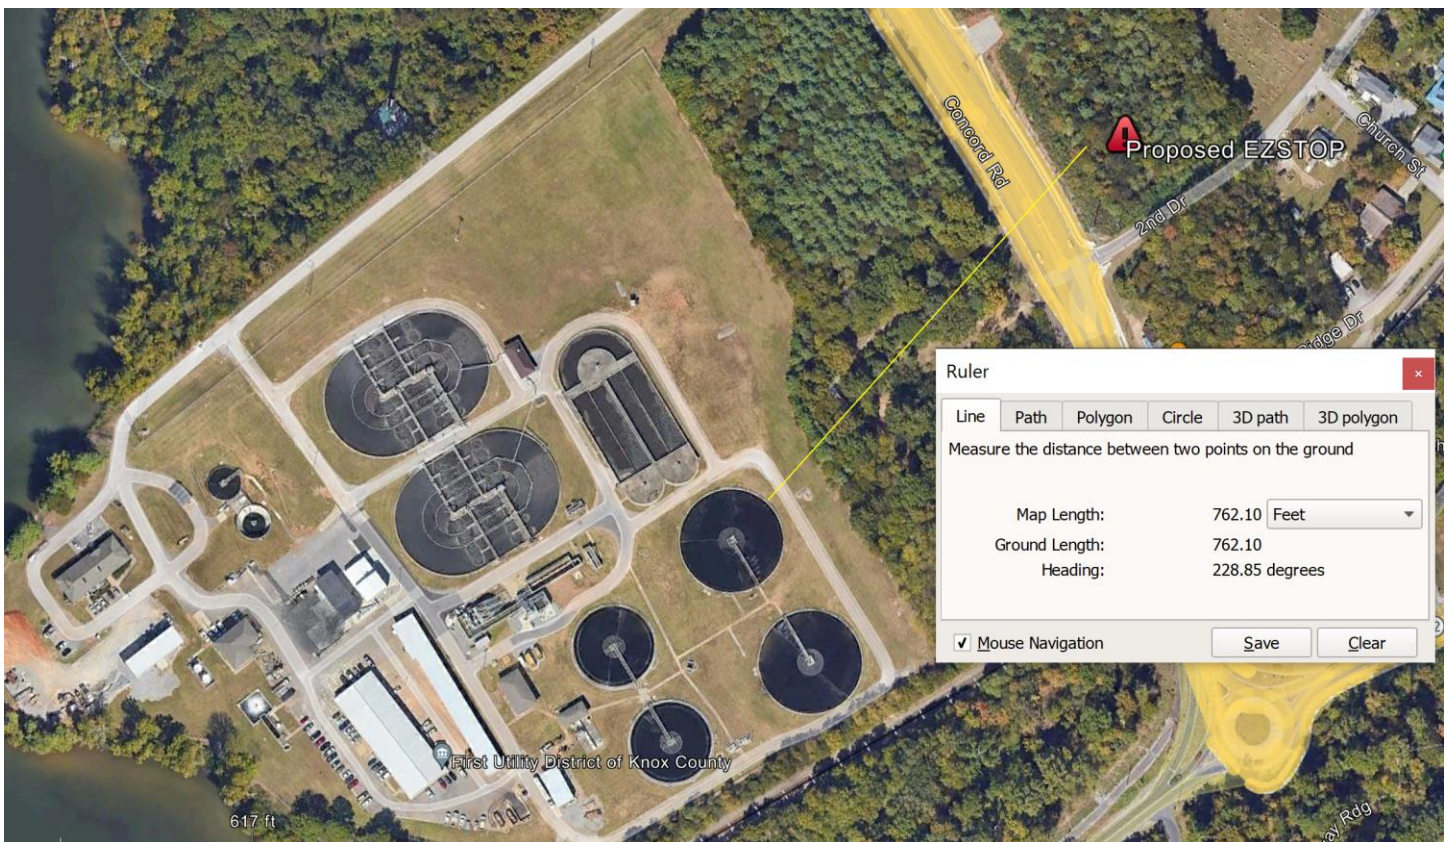 Concord Rd
Proposed EZSTOP
Church St
2nd Dr
idge Dr
Ruler
×
Line Path Polygon Circle 3D path 3D polygon
Measure the distance between two points on the ground
Map Length: 762.10 Feet
Ground Length: 762.10
Heading: 228.85 degrees
Mouse Navigation Save Clear
First Utility District of Knox County
617 ft
ay Rdg